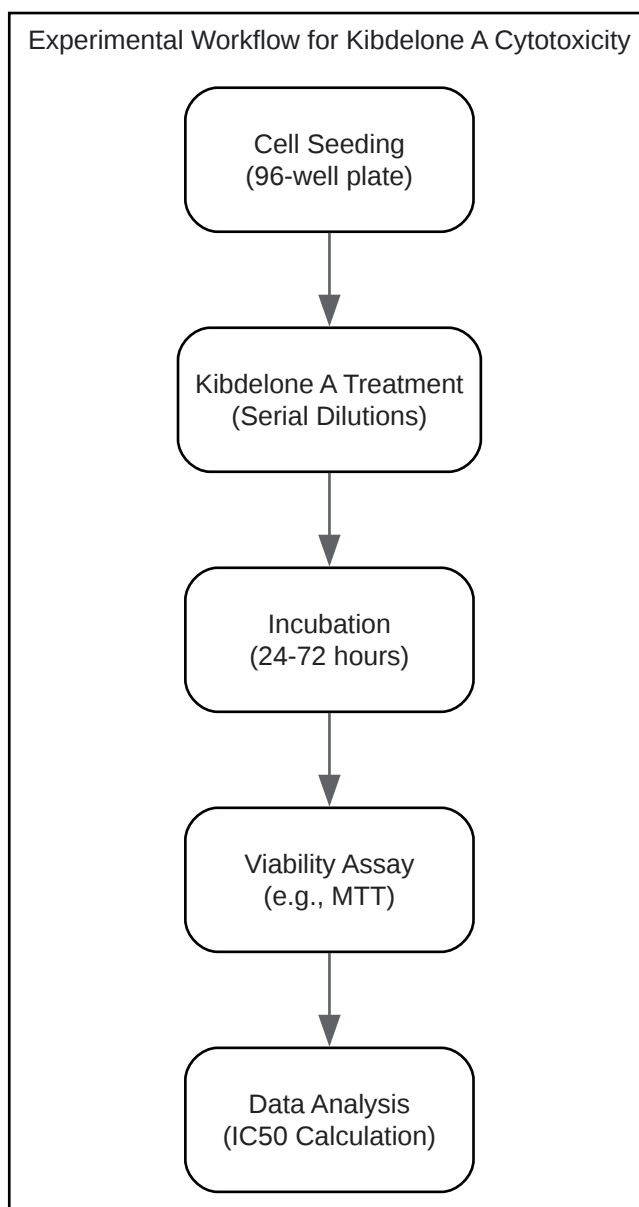 Experimental Workflow for Kibdelone A Cytotoxicity
Cell Seeding
(96-well plate)
Kibdelone A Treatment
(Serial Dilutions)
Incubation
(24-72 hours)
Viability Assay
(e.g., MTT)
Data Analysis
(IC50 Calculation)